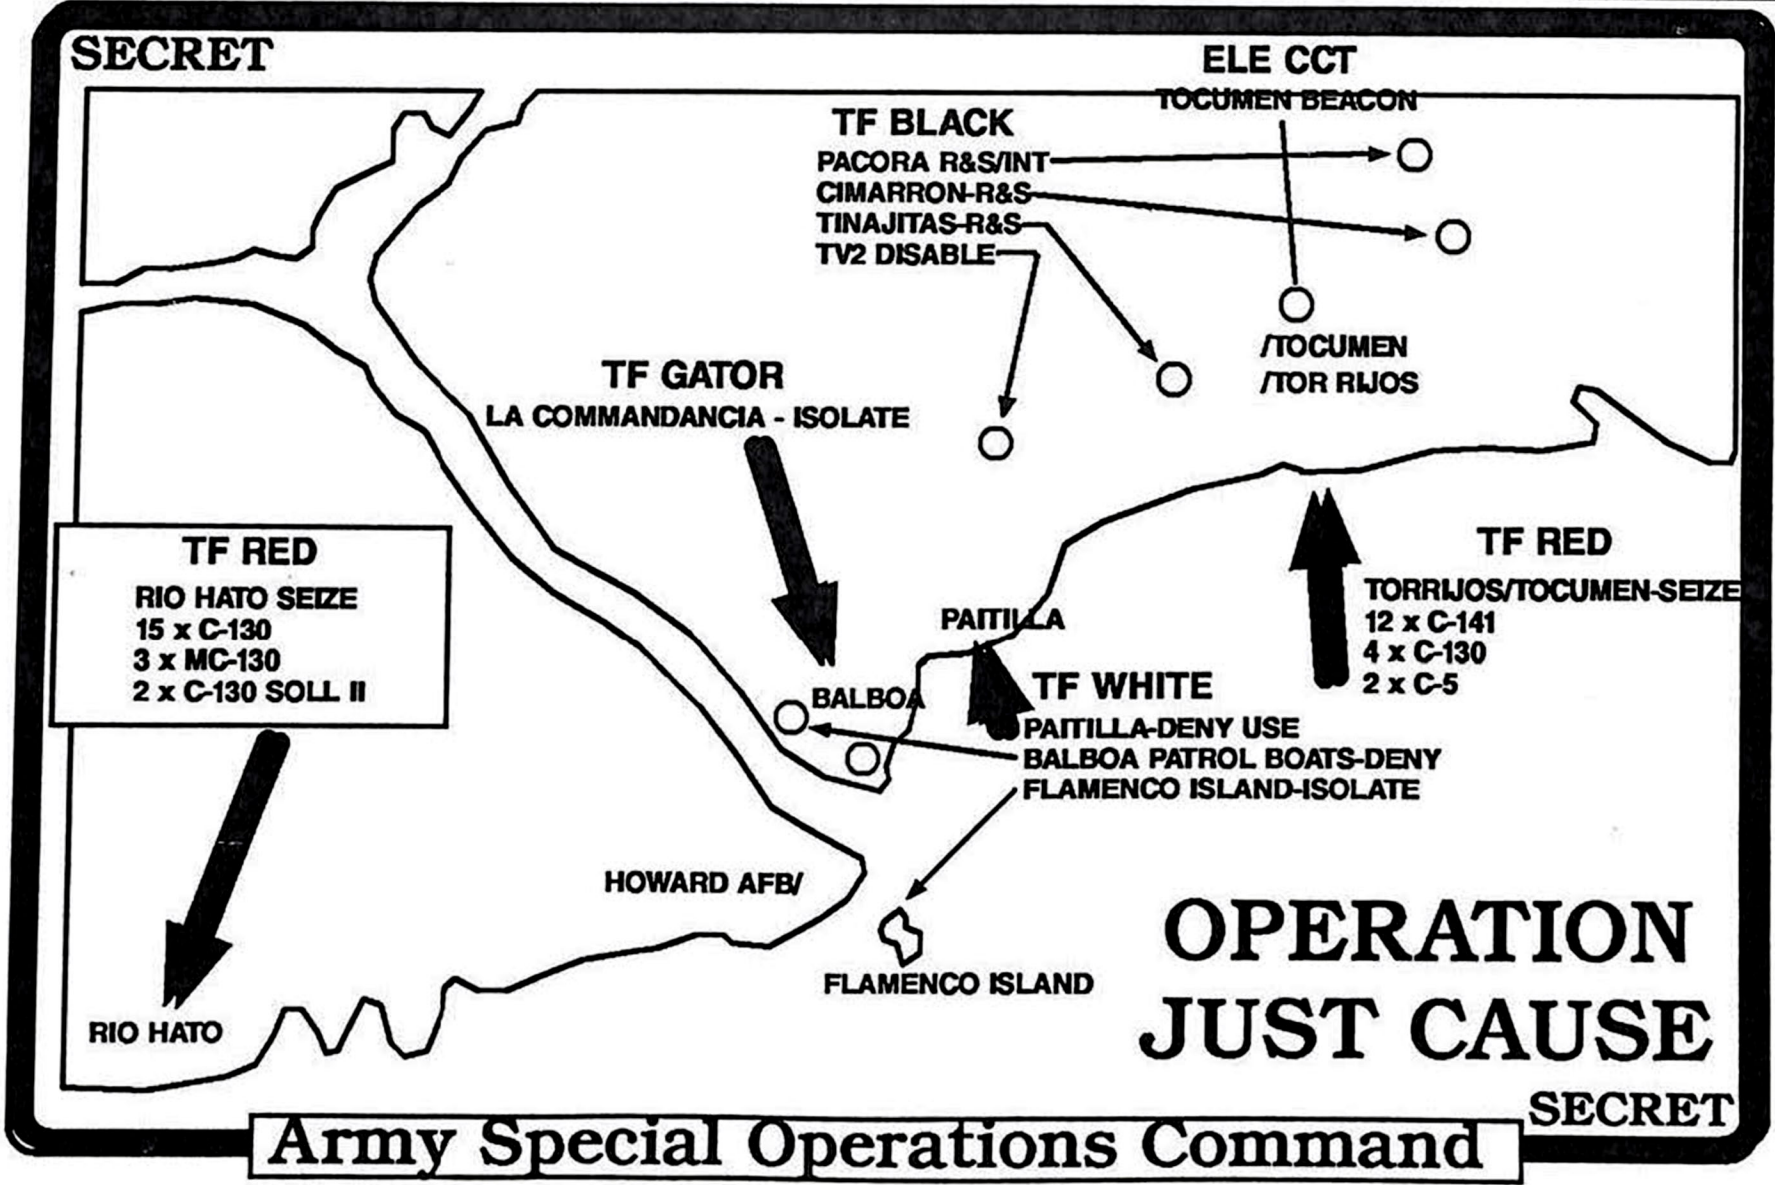 SECRET
ELE CCT
TOCUMEN BEACON
TF BLACK
PACORA R&S/INT
CIMARRON-R&S
TINAJITAS-R&S
TV2 DISABLE
/TOCUMEN
/TOR RIJOS
TF GATOR
LA COMMANDANCIA - ISOLATE
TF RED
RIO HATO SEIZE
15 x C-130
3 x MC-130
2 x C-130 SOLL II
TF RED
TORRIJOS/TOCUMEN-SEIZE
12 x C-141
4 x C-130
2 x C-5
PAITILLA
BALBOA
TF WHITE
PAITILLA-DENY USE
BALBOA PATROL BOATS-DENY
FLAMENCO ISLAND-ISOLATE
HOWARD AFB/
FLAMENCO ISLAND
RIO HATO
OPERATION
JUST CAUSE
SECRET
Army Special Operations Command